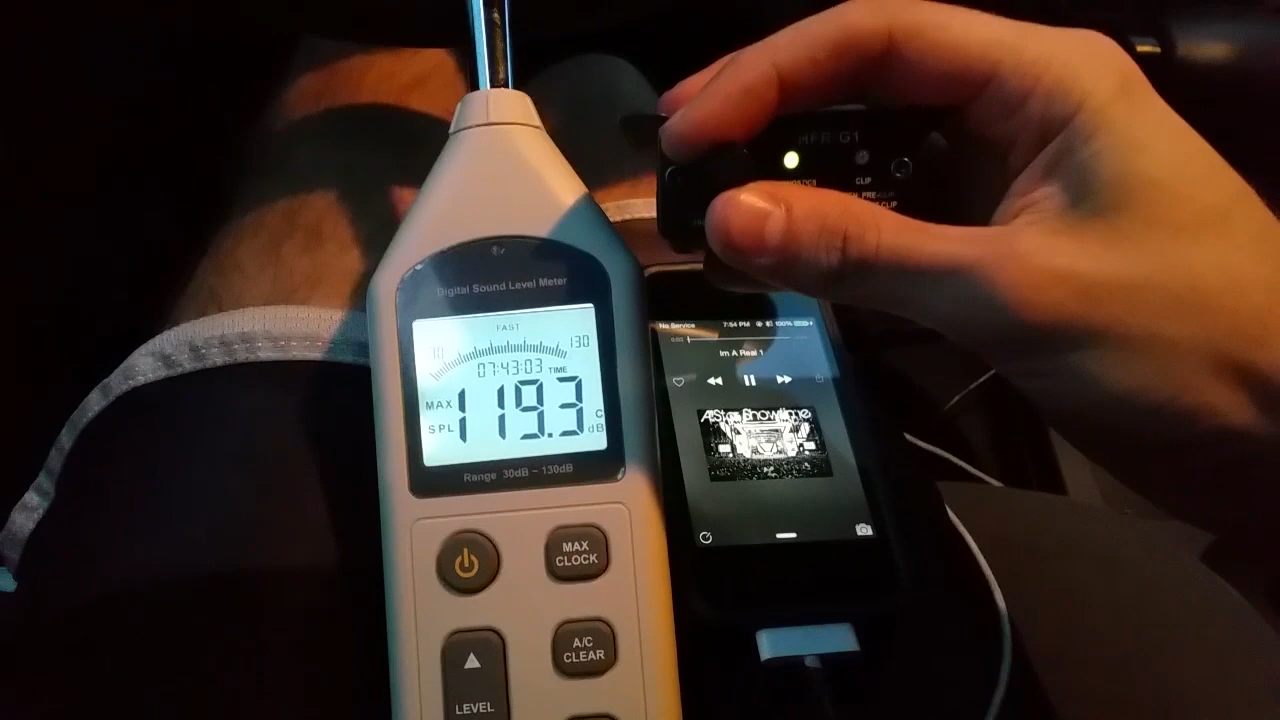 Digital Sound Level Meter
FAST
130
07:43:03 TIME
MAX
119.3
C
SPL
dB
Range 30dB ~ 130dB
MAX
CLOCK
A/C
CLEAR
LEVEL
CLIP
No Service
7:54 PM
100%
Im A Real 1